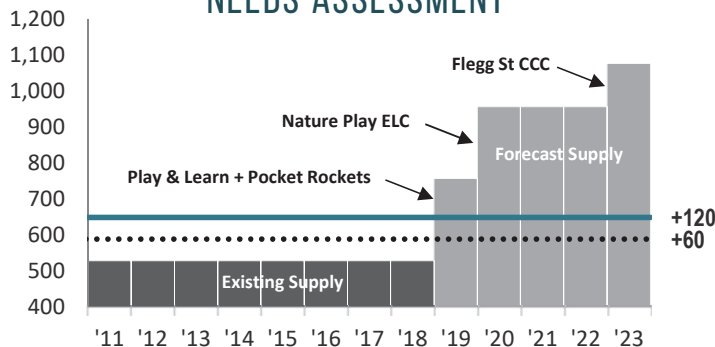 NEEDS ASSESSMENT
1,200
1,100
1,000
900
800
700
600
500
400
Flegg St CCC
Nature Play ELC
Forecast Supply
Play & Learn + Pocket Rockets
+120
+60
Existing Supply
'11 '12 '13 '14 '15 '16 '17 '18 '19 '20 '21 '22 '23